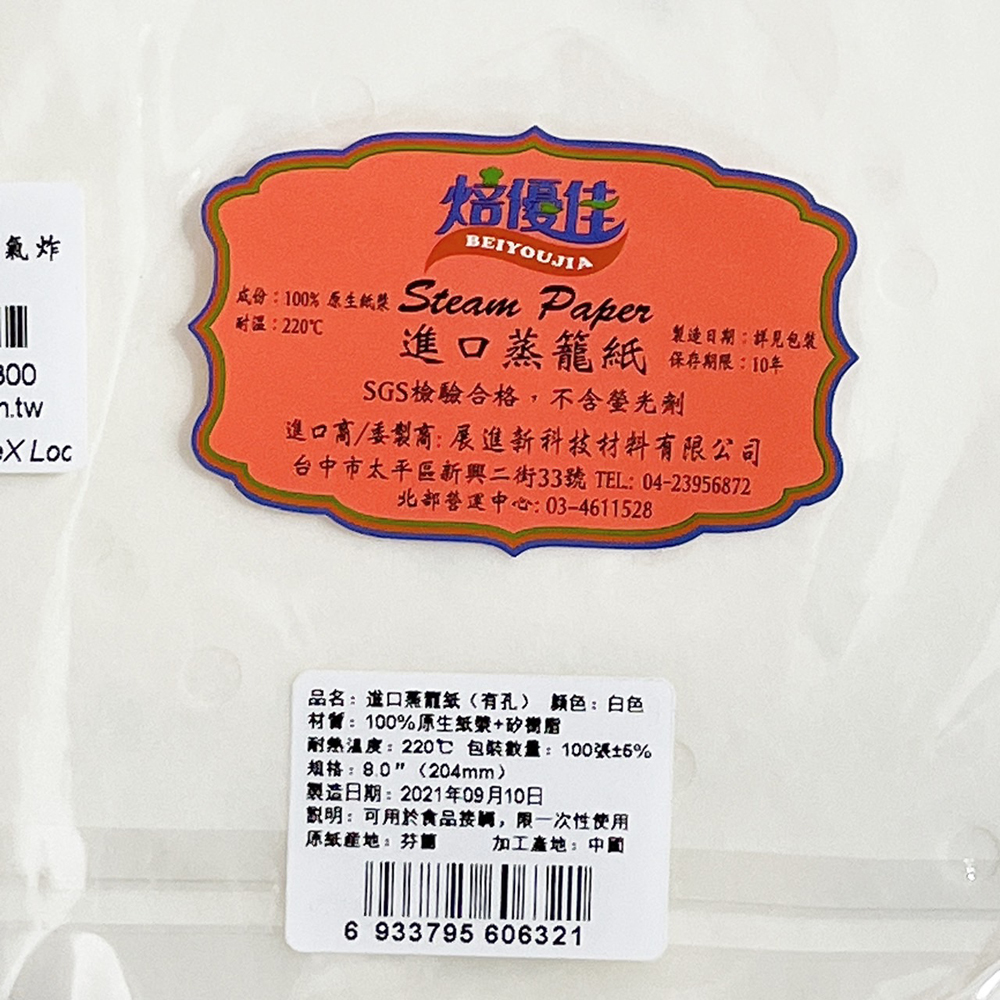 氣炸
300
n.tw
eX Loc
焙優佳
BEIYOUJIA
Steam Paper
成份：100% 原生紙漿
耐溫：220℃
進口蒸籠紙
製造日期：詳見包裝
保存期限：10年
SGS檢驗合格，不含螢光劑
進口商/委製商: 展進新科技材料有限公司
台中市太平區新興二街33號 TEL: 04-23956872
北部營運中心: 03-4611528
品名：進口蒸籠紙（有孔） 顏色：白色
材質：100%原生紙漿+矽樹脂
耐熱溫度：220℃ 包裝數量：100張±5%
規格：8.0”（204mm）
製造日期：2021年09月10日
說明：可用於食品接觸，限一次性使用
原紙產地：芬蘭 加工產地：中國
6 933795 606321